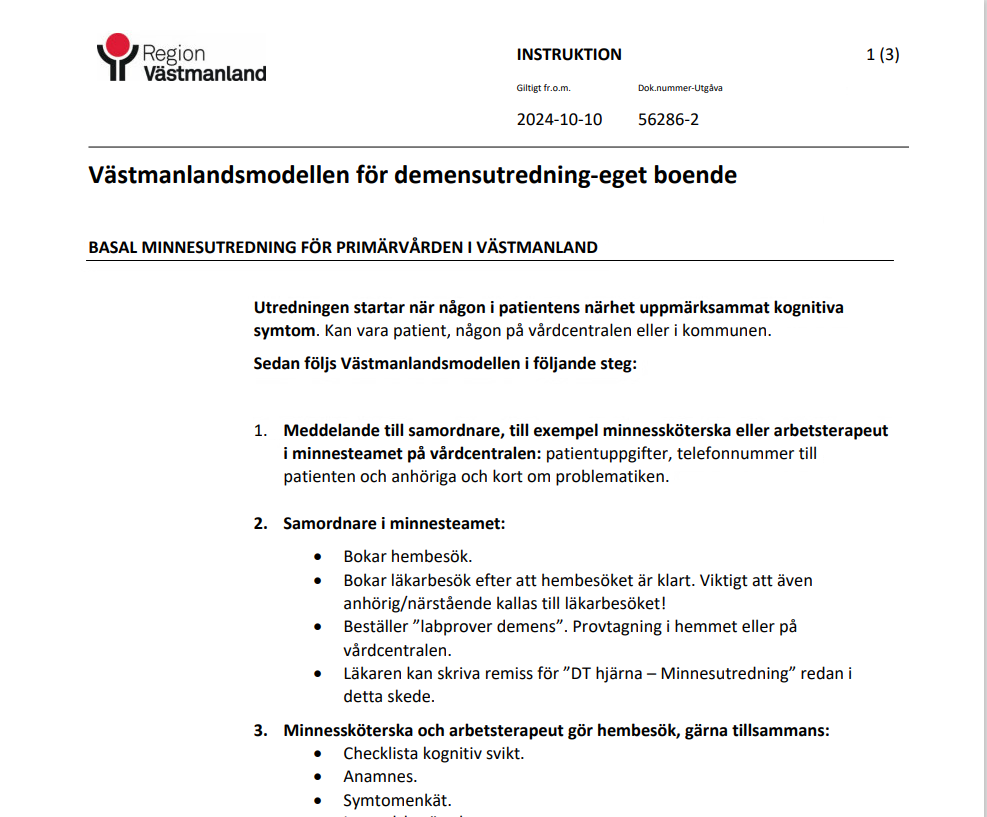 Region
Västmanland
INSTRUKTION
1 (3)
Giltigt fr.o.m.
Dok.nummer-Utgåva
2024-10-10
56286-2
Västmanlandsmodellen för demensutredning-eget boende
BASAL MINNESUTREDNING FÖR PRIMÄRVÅRDEN I VÄSTMANLAND
Utredningen startar när någon i patientens närhet uppmärksammat kognitiva
symtom. Kan vara patient, någon på vårdcentralen eller i kommunen.
Sedan följs Västmanlandsmodellen i följande steg:
1. Meddelande till samordnare, till exempel minnessköterska eller arbetsterapeut
i minnesteamet på vårdcentralen: patientuppgifter, telefonnummer till
patienten och anhöriga och kort om problematiken.
2. Samordnare i minnesteamet:
• Bokar hembesök.
• Bokar läkarbesök efter att hembesöket är klart. Viktigt att även
anhörig/närstående kallas till läkarbesöket!
• Beställer ”labprover demens”. Provtagning i hemmet eller på
vårdcentralen.
• Läkaren kan skriva remiss för ”DT hjärna – Minnesutredning” redan i
detta skede.
3. Minnessköterska och arbetsterapeut gör hembesök, gärna tillsammans:
• Checklista kognitiv svikt.
• Anamnes.
• Symtomenkät.